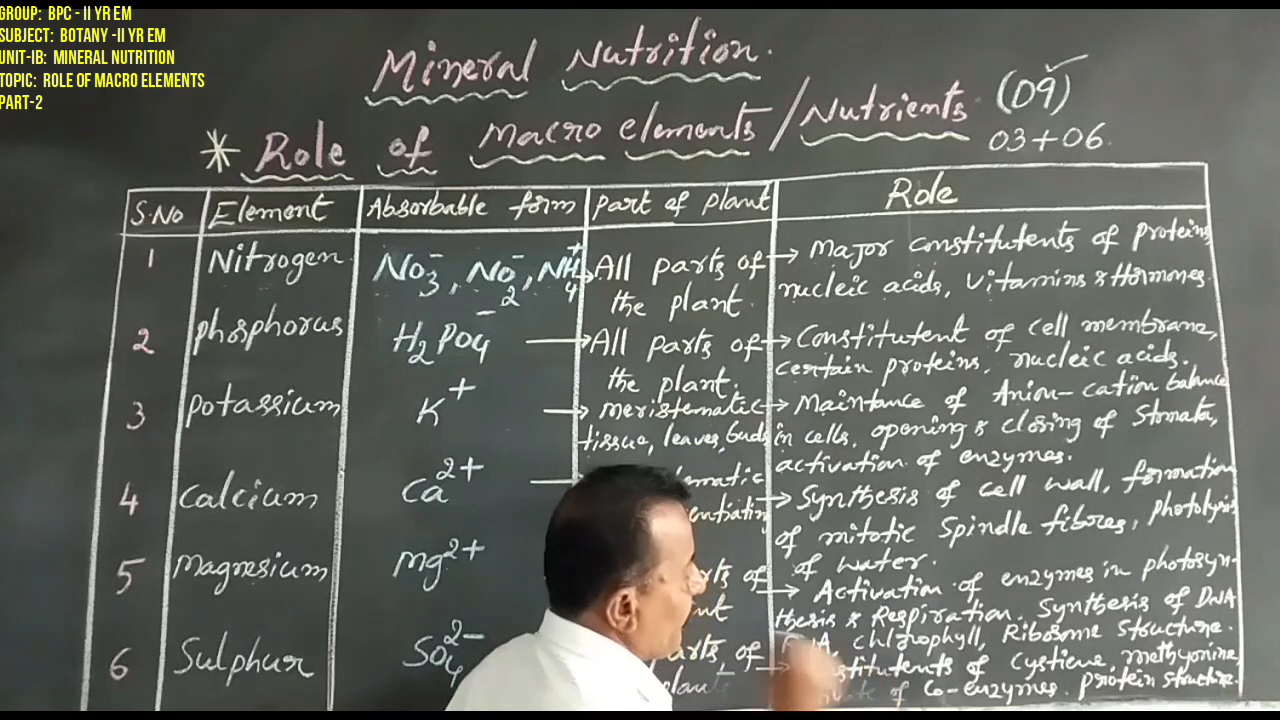 GROUP: BPC - II YR EM
SUBJECT: BOTANY -II YR EM
UNIT-IB: MINERAL NUTRITION
TOPIC: ROLE OF MACRO ELEMENTS
PART-2
Mineral Nutrition.
* Role of Macro elements / Nutrients (09)
03+06.
S.No Element Absorbable form part of plant Role
1 Nitrogen NO3-, NO2-, NH4+ → All parts of the plant. → Major constitutents of proteins,
nucleic acids, Vitamins & Hormones.
2 phosphorus H2PO4- → All parts of the plant. → Constitutent of cell membrane,
certain proteins, nucleic acids.
3 potassium K+ → meristematic tissue, leaves, buds → Maintance of Anion-cation balance
in cells, opening & closing of Stomata,
activation of enzymes.
4 Calcium Ca2+ → Synthesis of cell wall, formation
of mitotic Spindle fibres, photolysis
of water.
5 Magnesium Mg2+ of → Activation of enzymes in photosyn-
thesis & Respiration. Synthesis of DNA
chlorophyll, Ribosome Structure.
6 Sulphur SO42- parts of of cystiene, methyonine,
of Co-enzymes. protein structure.